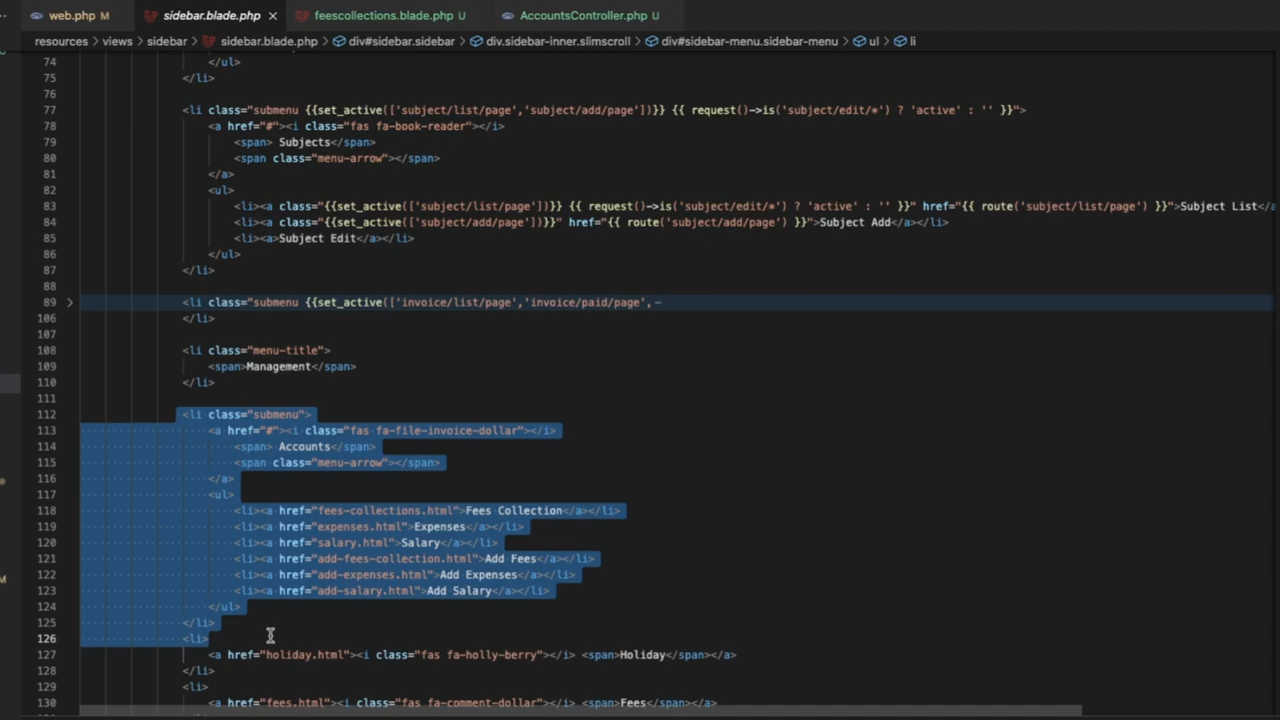 web.php M sidebar.blade.php feescollections.blade.php U AccountsController.php U
resources > views > sidebar > sidebar.blade.php > div#sidebar.sidebar > div.sidebar-inner.slimscroll > div#sidebar-menu.sidebar-menu > ul > li
74 </ul>
75 </li>
76
77 <li class="submenu {{set_active(['subject/list/page','subject/add/page'])}} {{ request()->is('subject/edit/*') ? 'active' : '' }}">
78 <a href="#"><i class="fas fa-book-reader"></i>
79 <span> Subjects</span>
80 <span class="menu-arrow"></span>
81 </a>
82 <ul>
83 <li><a class="{{set_active(['subject/list/page'])}} {{ request()->is('subject/edit/*') ? 'active' : '' }}" href="{{ route('subject/list/page') }}">Subject List</a
84 <li><a class="{{set_active(['subject/add/page'])}}" href="{{ route('subject/add/page') }}">Subject Add</a></li>
85 <li><a>Subject Edit</a></li>
86 </ul>
87 </li>
88
89 <li class="submenu {{set_active(['invoice/list/page','invoice/paid/page',
106 </li>
107
108 <li class="menu-title">
109 <span>Management</span>
110 </li>
111
112 <li class="submenu">
113 <a href="#"><i class="fas fa-file-invoice-dollar"></i>
114 <span> Accounts</span>
115 <span class="menu-arrow"></span>
116 </a>
117 <ul>
118 <li><a href="fees-collections.html">Fees Collection</a></li>
119 <li><a href="expenses.html">Expenses</a></li>
120 <li><a href="salary.html">Salary</a></li>
121 <li><a href="add-fees-collection.html">Add Fees</a></li>
122 <li><a href="add-expenses.html">Add Expenses</a></li>
123 <li><a href="add-salary.html">Add Salary</a></li>
124 </ul>
125 </li>
126 <li>
127 <a href="holiday.html"><i class="fas fa-holly-berry"></i> <span>Holiday</span></a>
128 </li>
129 <li>
130 <a href="fees.html"><i class="fas fa-comment-dollar"></i> <span>Fees</span></a>